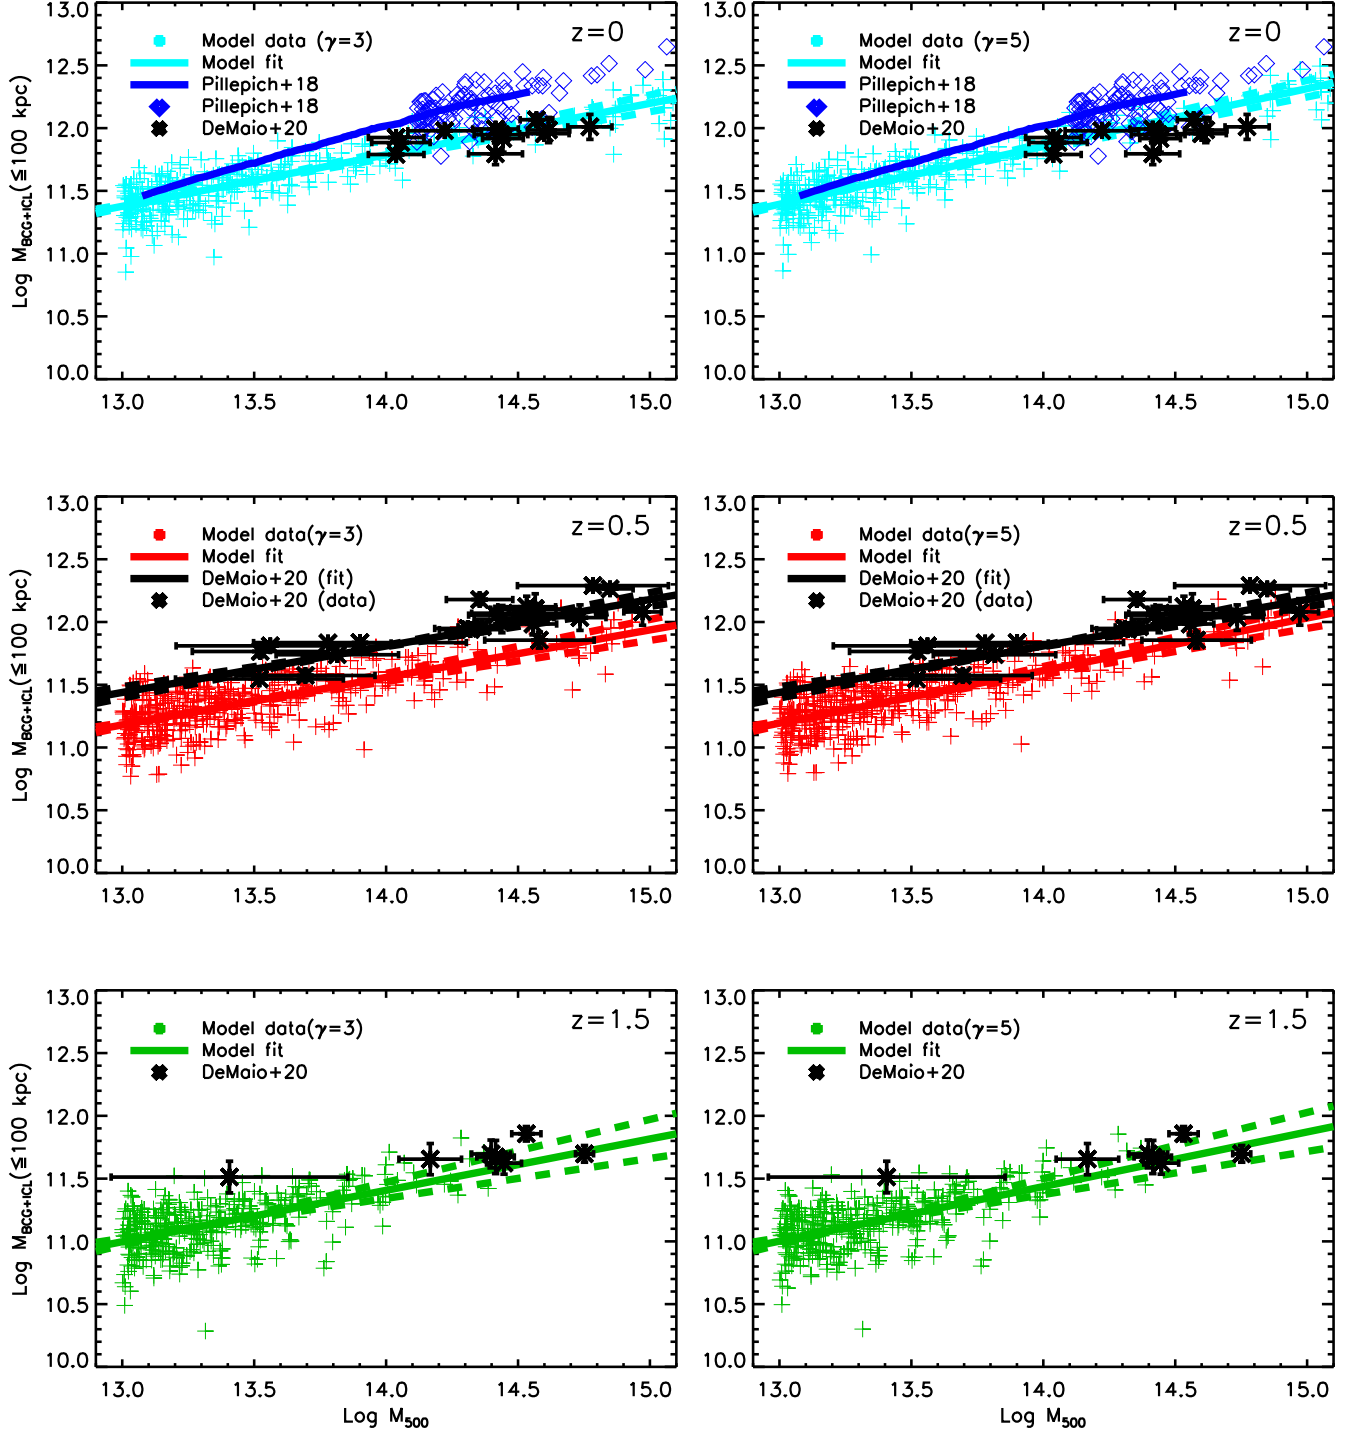 13.0
12.5
12.0
11.5
11.0
10.5
10.0
Log M_BCG+ICL(≦100 kpc)
Model data (γ=3)
Model fit
Pillepich+18
Pillepich+18
DeMaio+20
z=0
13.0 13.5 14.0 14.5 15.0
13.0
12.5
12.0
11.5
11.0
10.5
10.0
Model data (γ=5)
Model fit
Pillepich+18
Pillepich+18
DeMaio+20
z=0
13.0 13.5 14.0 14.5 15.0
13.0
12.5
12.0
11.5
11.0
10.5
10.0
Log M_BCG+ICL(≦100 kpc)
Model data(γ=3)
Model fit
DeMaio+20 (fit)
DeMaio+20 (data)
z=0.5
13.0 13.5 14.0 14.5 15.0
13.0
12.5
12.0
11.5
11.0
10.5
10.0
Model data(γ=5)
Model fit
DeMaio+20 (fit)
DeMaio+20 (data)
z=0.5
13.0 13.5 14.0 14.5 15.0
13.0
12.5
12.0
11.5
11.0
10.5
10.0
Log M_BCG+ICL(≦100 kpc)
Model data(γ=3)
Model fit
DeMaio+20
z=1.5
13.0 13.5 14.0 14.5 15.0
Log M_500
13.0
12.5
12.0
11.5
11.0
10.5
10.0
Model data(γ=5)
Model fit
DeMaio+20
z=1.5
13.0 13.5 14.0 14.5 15.0
Log M_500